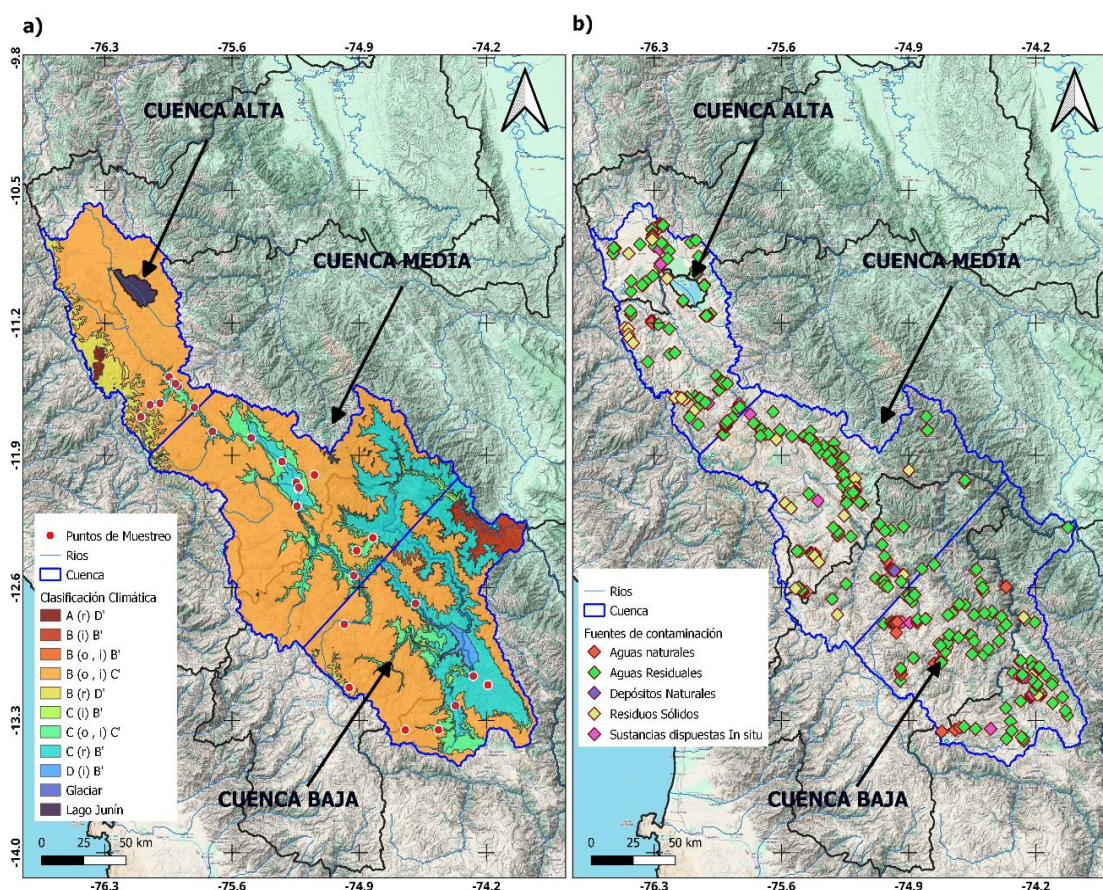 a)
-76.3 -75.6 -74.9 -74.2
-9.8
CUENCA ALTA
-10.5
CUENCA MEDIA
-11.2
-11.9
Puntos de Muestreo
Rios
Cuenca
Clasificación Climática
A (r) D'
B (i) B'
B (o , i) B'
B (o , i) C'
B (r) D'
C (i) B'
C (o , i) C'
C (r) B'
D (i) B'
Glaciar
Lago Junín
-12.6
-13.3
CUENCA BAJA
-14.0
0 25 50 km
-76.3 -75.6 -74.9 -74.2
b)
-76.3 -75.6 -74.9 -74.2
CUENCA ALTA
CUENCA MEDIA
Rios
Cuenca
Fuentes de contaminación
Aguas naturales
Aguas Residuales
Depósitos Naturales
Residuos Sólidos
Sustancias dispuestas In situ
CUENCA BAJA
0 25 50 km
-76.3 -75.6 -74.9 -74.2